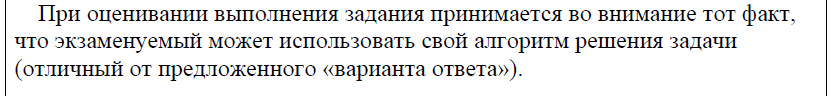 При оценивании выполнения задания принимается во внимание тот факт,
что экзаменуемый может использовать свой алгоритм решения задачи
(отличный от предложенного «варианта ответа»).